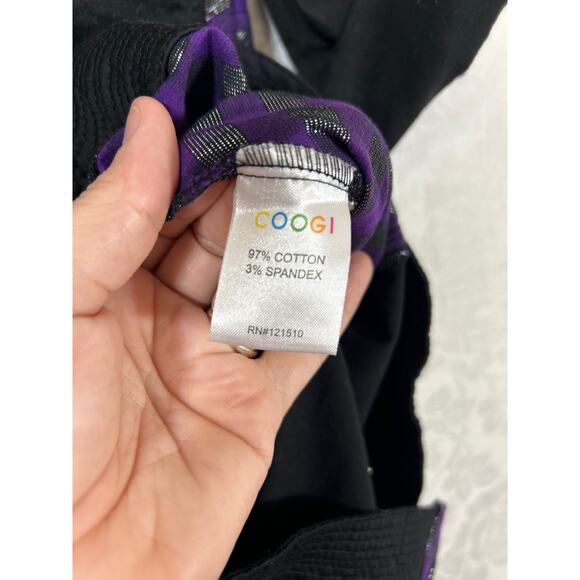 COOGI
97% COTTON
3% SPANDEX
RN#121510